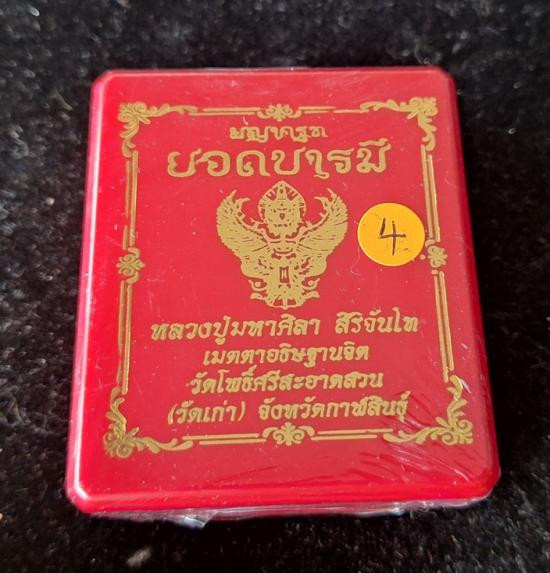 พญาครุฑ
ยอดบารมี
4
หลวงปู่มหาศิลา สิริจันโท
เมตตาอธิษฐานจิต
วัดโพธิ์ศรีสะอาดสวน
(วัดเก่า) จังหวัดกาฬสินธุ์